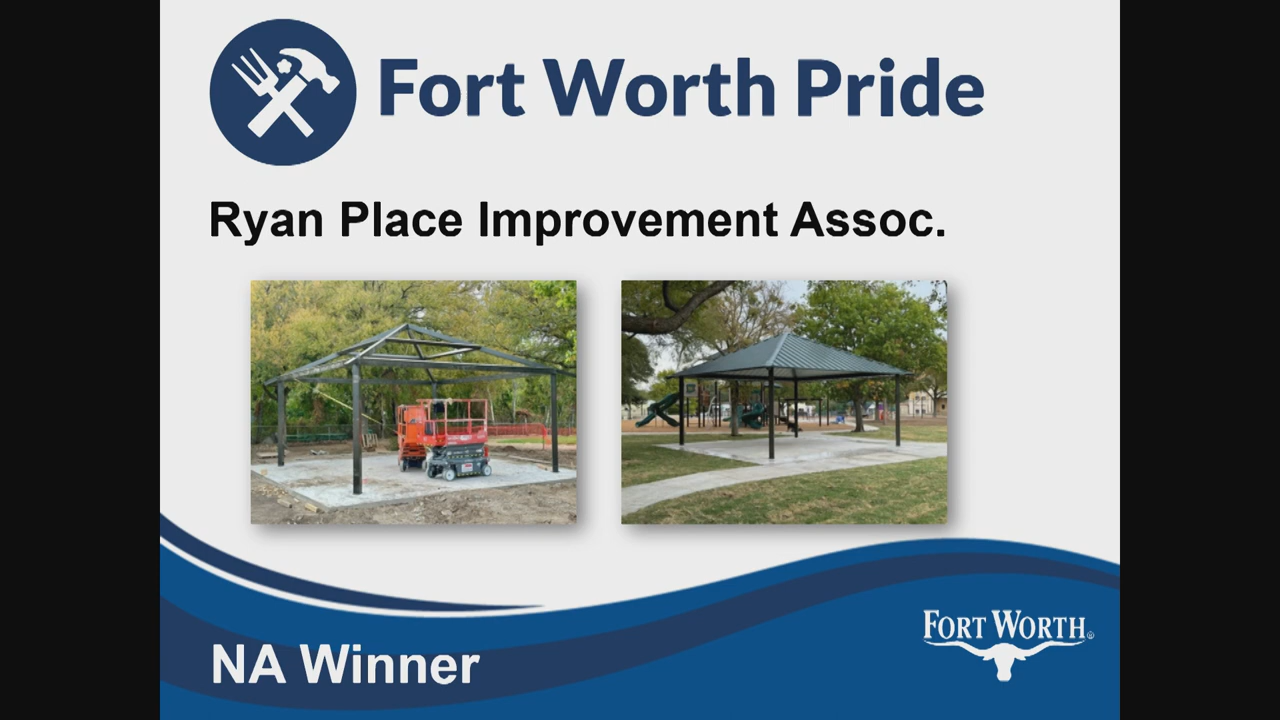 Fort Worth Pride
Ryan Place Improvement Assoc.
NA Winner
FORT WORTH®